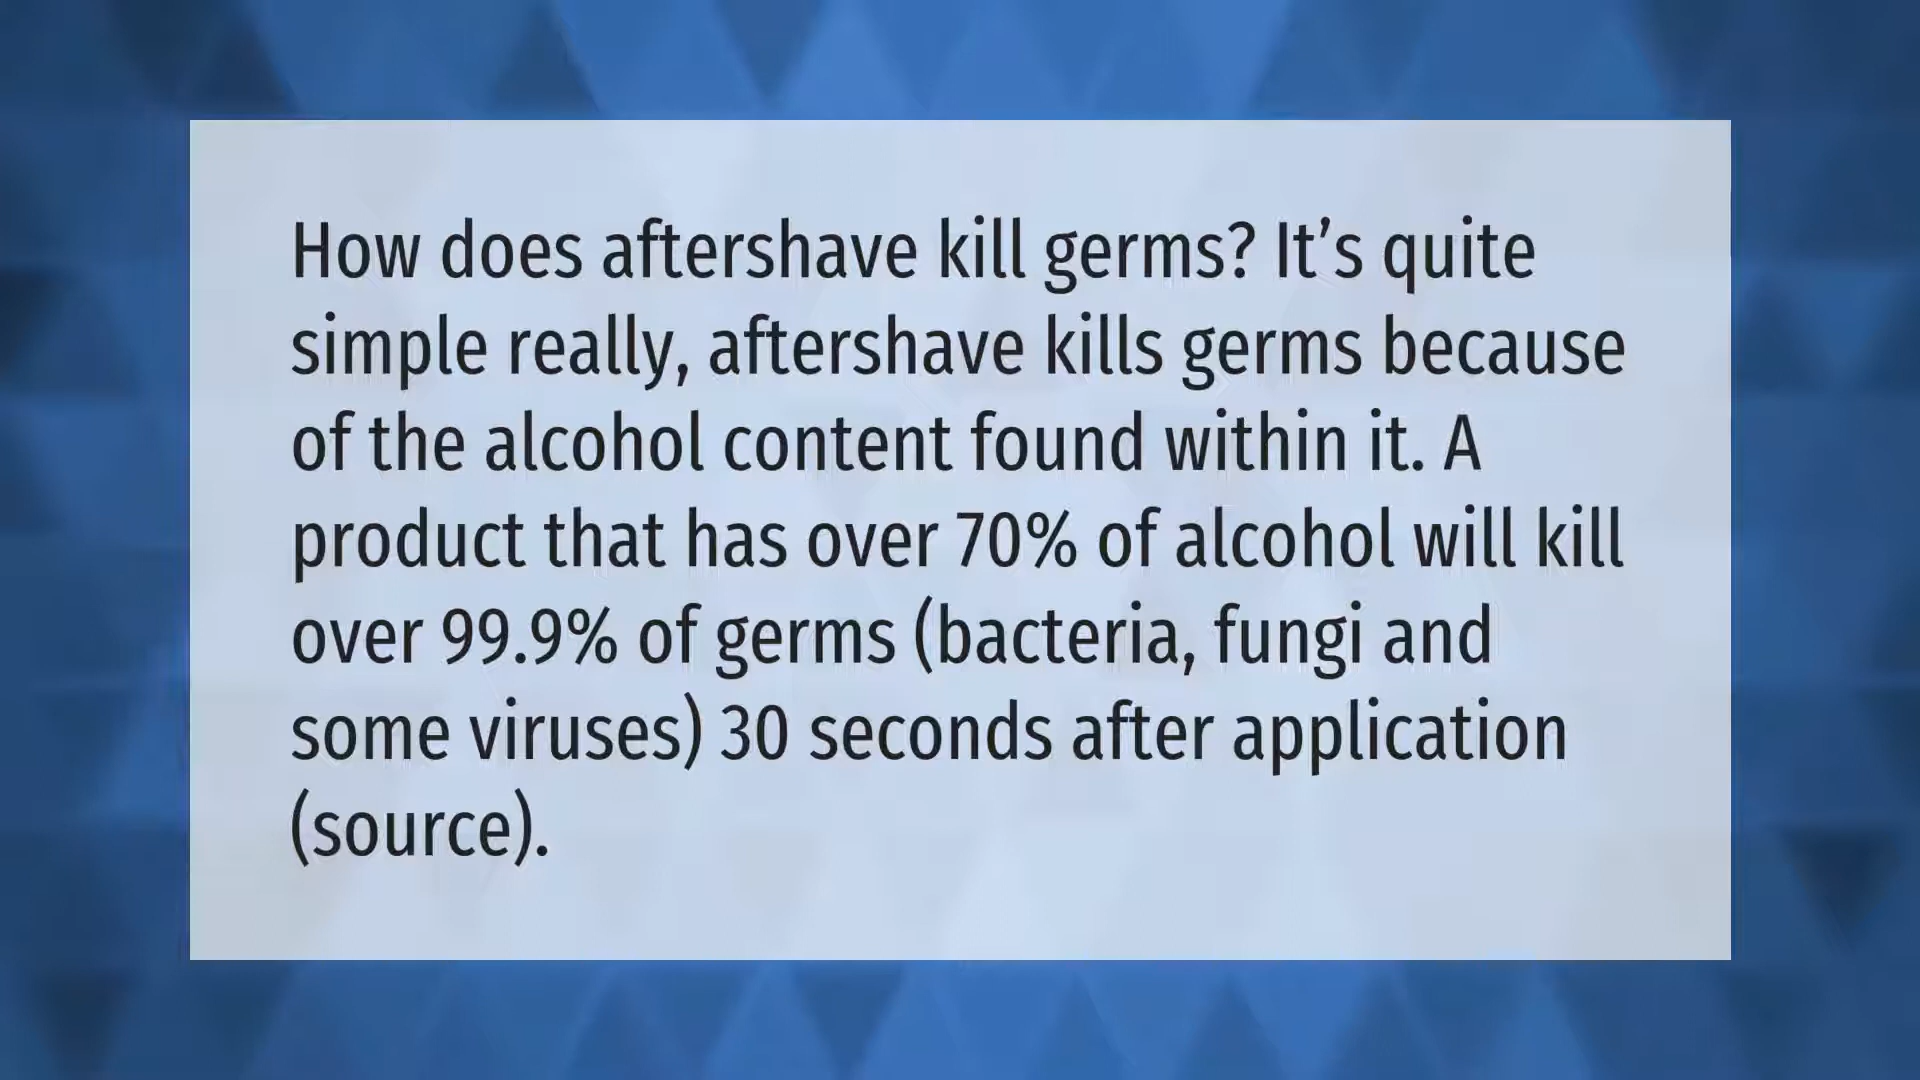 How does aftershave kill germs? It’s quite
simple really, aftershave kills germs because
of the alcohol content found within it. A
product that has over 70% of alcohol will kill
over 99.9% of germs (bacteria, fungi and
some viruses) 30 seconds after application
(source).